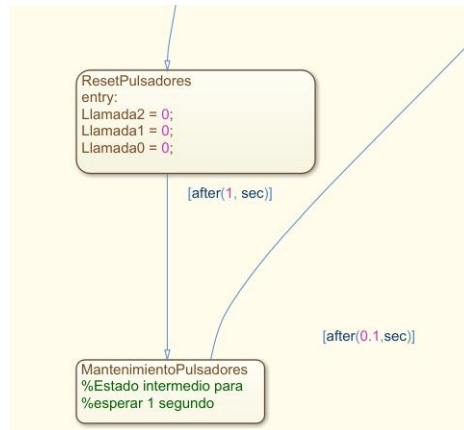 ResetPulsadores
entry:
Llamada2 = 0;
Llamada1 = 0;
Llamada0 = 0;
[after(1, sec)]
[after(0.1,sec)]
MantenimientoPulsadores
%Estado intermedio para
%esperar 1 segundo